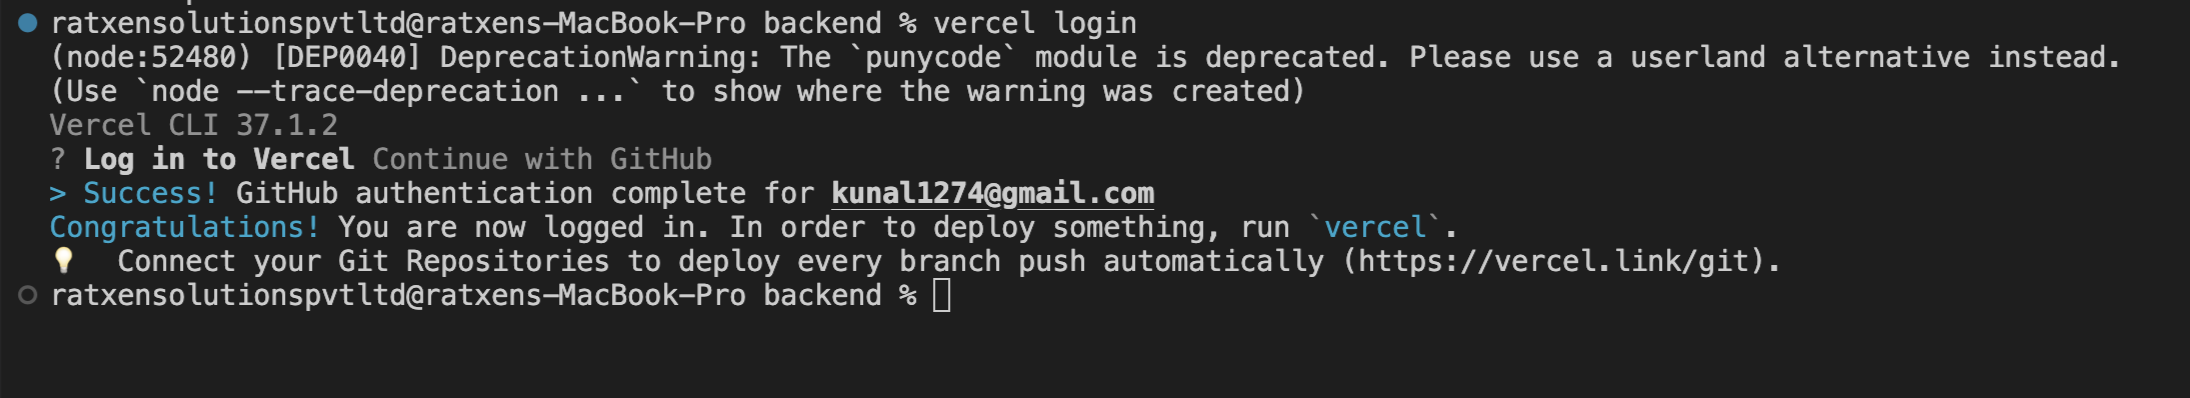 ratxensolutionspvtltd@ratxens-MacBook-Pro backend % vercel login
(node:52480) [DEP0040] DeprecationWarning: The `punycode` module is deprecated. Please use a userland alternative instead.
(Use `node --trace-deprecation ...` to show where the warning was created)
Vercel CLI 37.1.2
? Log in to Vercel Continue with GitHub
> Success! GitHub authentication complete for kunal1274@gmail.com
Congratulations! You are now logged in. In order to deploy something, run `vercel`.
💡 Connect your Git Repositories to deploy every branch push automatically (https://vercel.link/git).
ratxensolutionspvtltd@ratxens-MacBook-Pro backend %